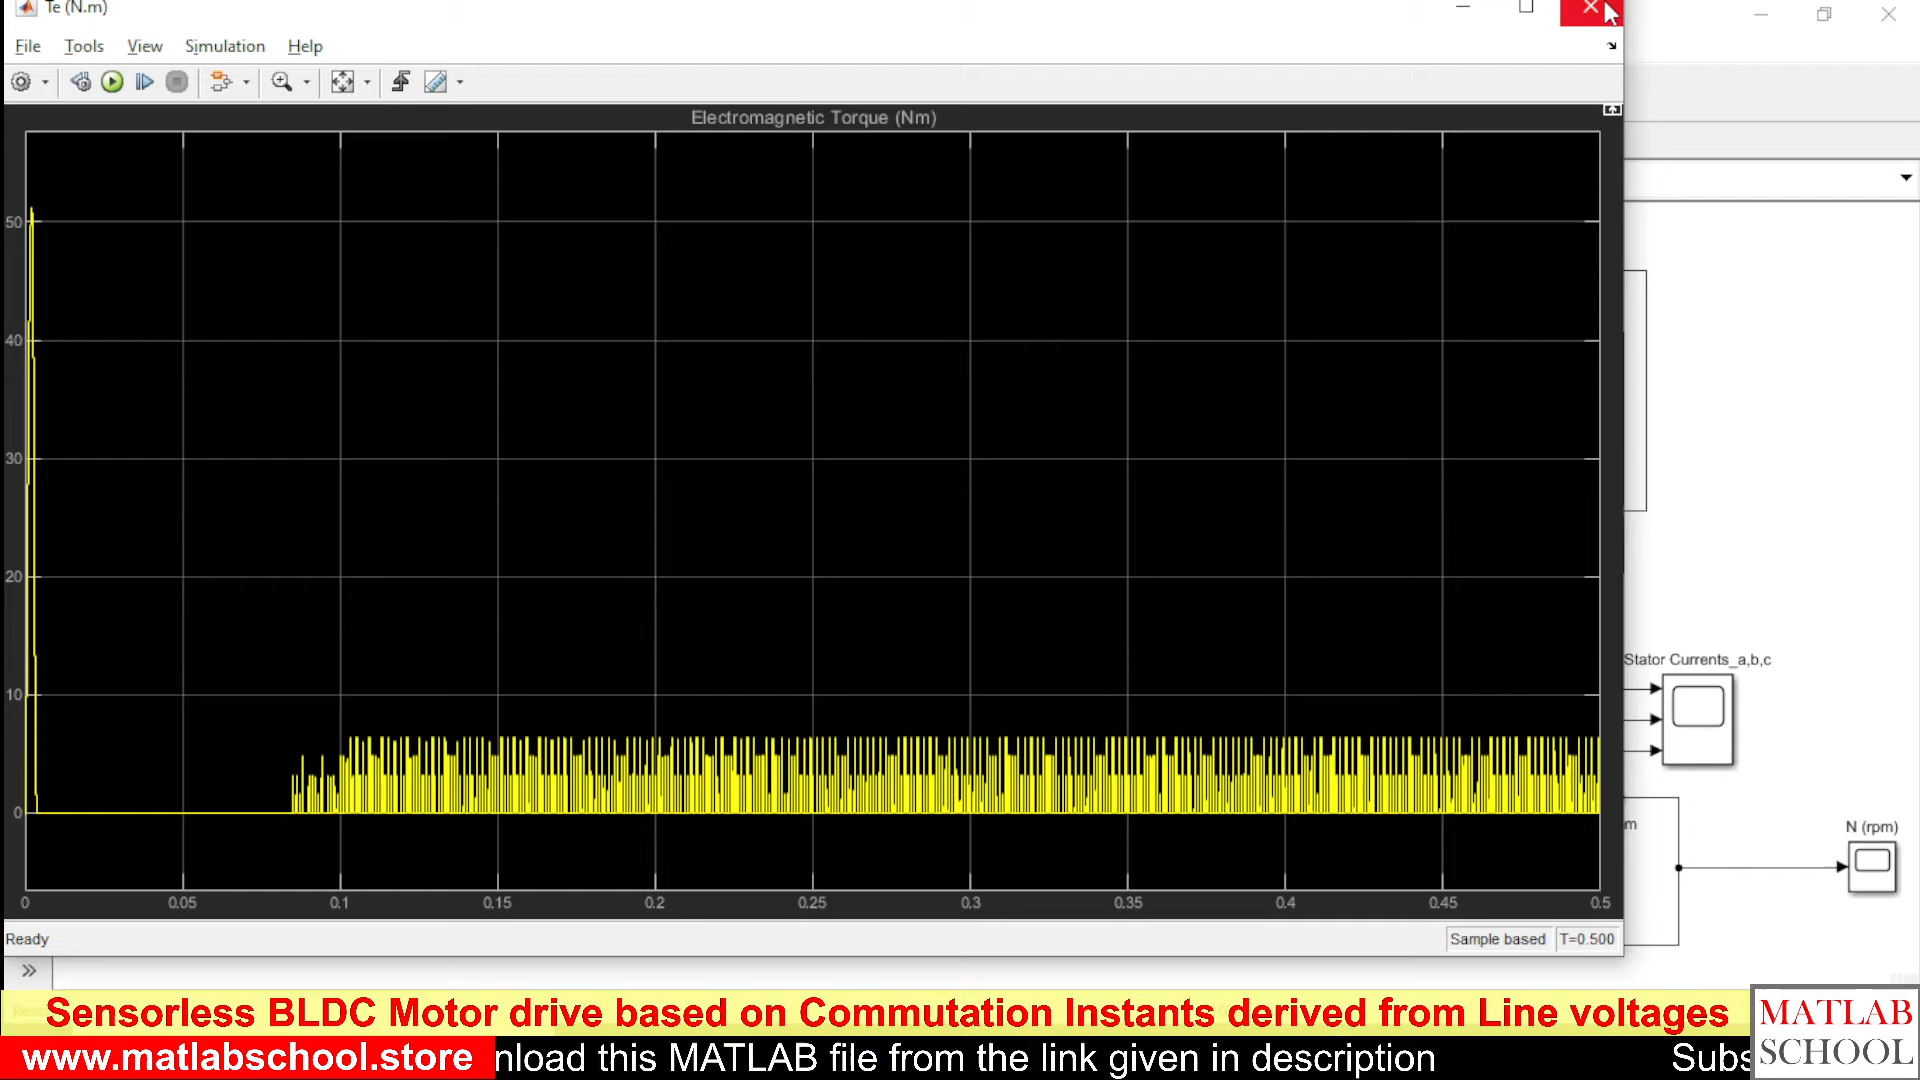 Te (N.m)
File Tools View Simulation Help
Electromagnetic Torque (Nm)
50
40
30
20
10
0
0 0.05 0.1 0.15 0.2 0.25 0.3 0.35 0.4 0.45 0.5
Ready
Sample based T=0.500
Stator Currents_a,b,c
m
N (rpm)
Sensorless BLDC Motor drive based on Commutation Instants derived from Line voltages
www.matlabschool.store nload this MATLAB file from the link given in description Subs
MATLAB
SCHOOL